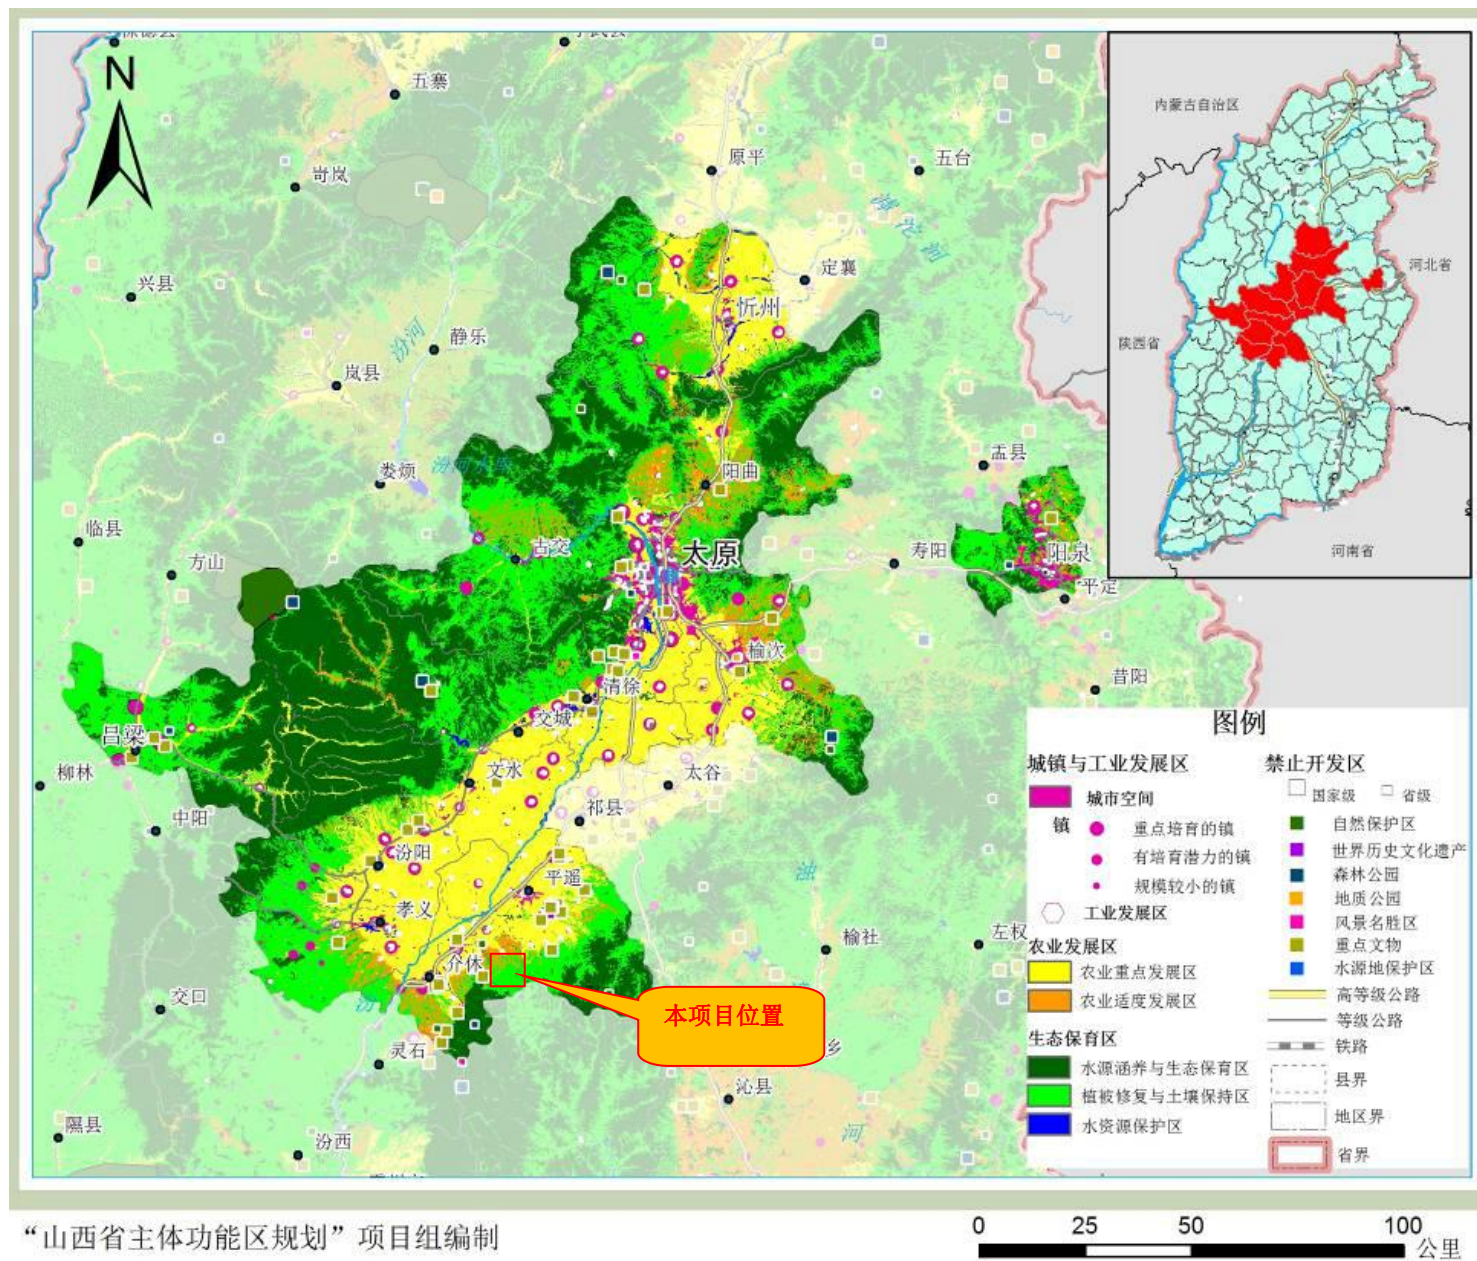 N
五寨
原平
五台
岢岚
滹沱河
定襄
兴县
忻州
汾河
静乐
岚县
盂县
娄烦
阳曲
临县
古交
太原
寿阳
阳泉
方山
平定
榆次
昔阳
清徐
交城
吕梁
柳林
文水
太谷
祁县
中阳
汾阳
平遥
孝义
榆社
左权
介休
交口
汾
本项目位置
灵石
乡
沁县
隰县
汾西
河
内蒙古自治区
河北省
陕西省
河南省
图例
城镇与工业发展区
城市空间
镇
重点培育的镇
有培育潜力的镇
规模较小的镇
工业发展区
农业发展区
农业重点发展区
农业适度发展区
生态保育区
水源涵养与生态保育区
植被修复与土壤保持区
水资源保护区
禁止开发区
国家级 省级
自然保护区
世界历史文化遗产
森林公园
地质公园
风景名胜区
重点文物
水源地保护区
高等级公路
等级公路
铁路
县界
地区界
省界
“山西省主体功能区规划”项目组编制
0 25 50 100
公里